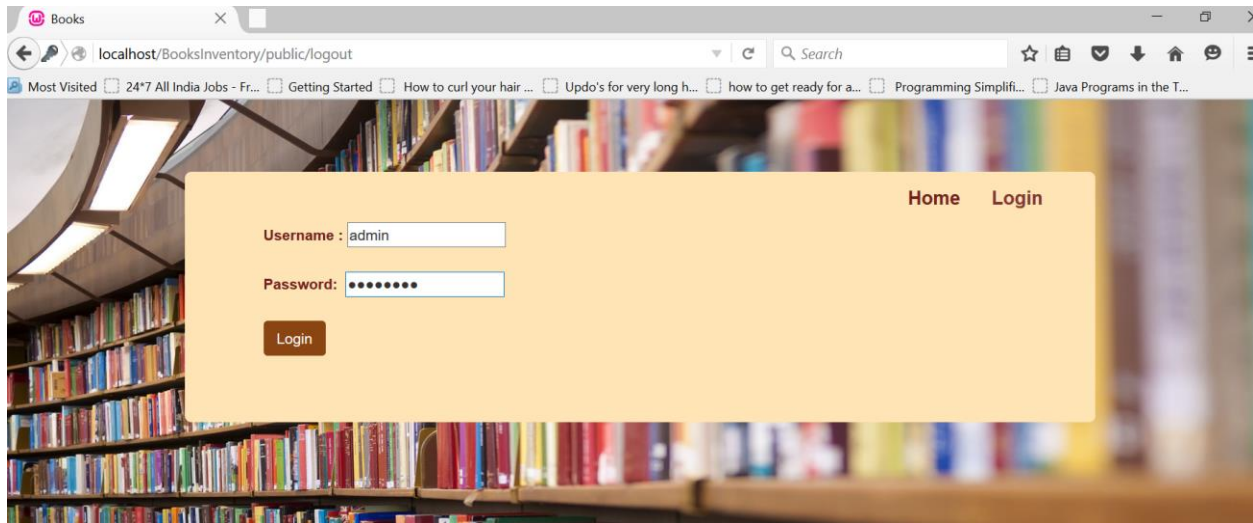 Books
localhost/BooksInventory/public/logout
Search
Most Visited 24*7 All India Jobs - Fr... Getting Started How to curl your hair ... Updo's for very long h... how to get ready for a... Programming Simplifi... Java Programs in the T...
Home Login
Username : admin
Password: ●●●●●●●●
Login